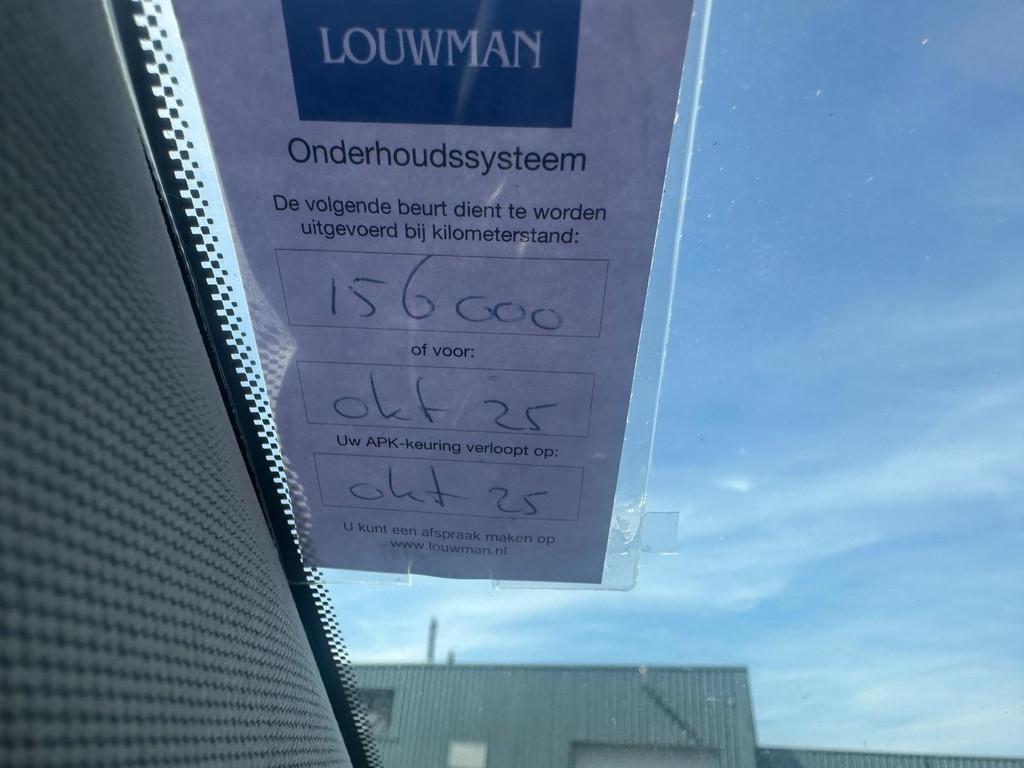 LOUWMAN
Onderhoudssysteem
De volgende beurt dient te worden
uitgevoerd bij kilometerstand:
156000
of voor:
okt 25
Uw APK-keuring verloopt op:
okt 25
U kunt een afspraak maken op
www.louwman.nl